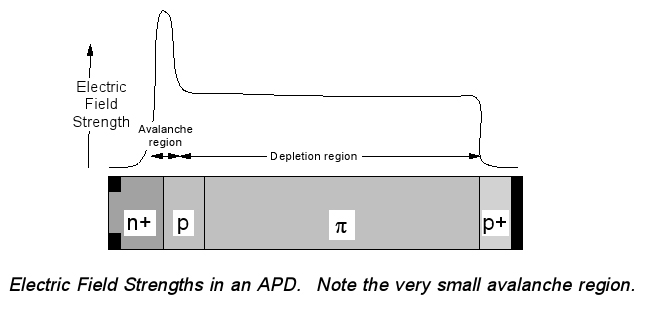 Electric
Field
Strength
Avalanche
region
Depletion region
n+
p
π
p+
Electric Field Strengths in an APD. Note the very small avalanche region.